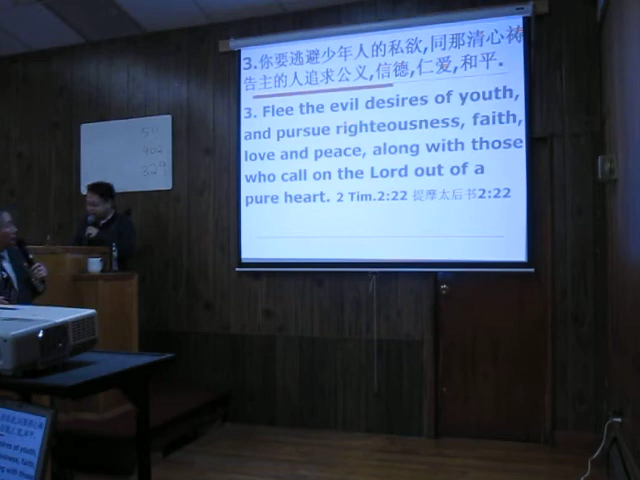 3.你要逃避少年人的私欲,同那清心祷
告主的人追求公义,信德,仁爱,和平.
3. Flee the evil desires of youth,
and pursue righteousness, faith,
love and peace, along with those
who call on the Lord out of a
pure heart. 2 Tim.2:22 提摩太后书2:22
402
329